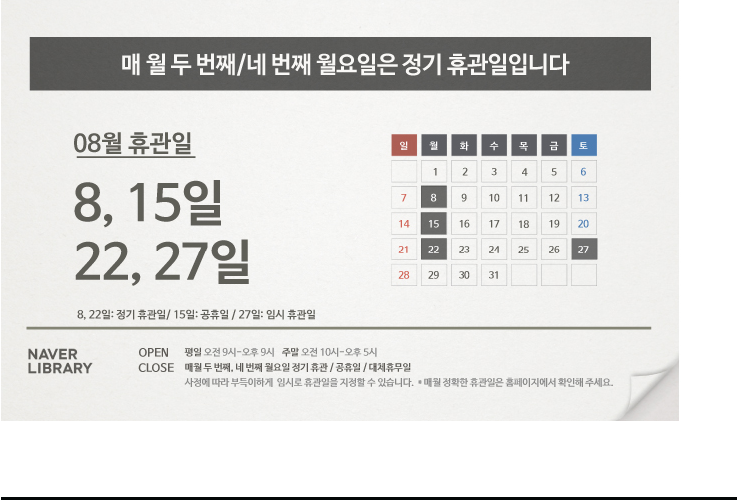 매 월 두 번째/네 번째 월요일은 정기 휴관일입니다
08월 휴관일
8, 15일
22, 27일
8, 22일: 정기 휴관일/ 15일: 공휴일 / 27일: 임시 휴관일
일 월 화 수 목 금 토
1 2 3 4 5 6
7 8 9 10 11 12 13
14 15 16 17 18 19 20
21 22 23 24 25 26 27
28 29 30 31
NAVER
LIBRARY
OPEN 평일 오전 9시-오후 9시 주말 오전 10시-오후 5시
CLOSE 매월 두 번째, 네 번째 월요일 정기 휴관 / 공휴일 / 대체휴무일
사정에 따라 부득이하게 임시로 휴관일을 지정할 수 있습니다. *매월 정확한 휴관일은 홈페이지에서 확인해 주세요.